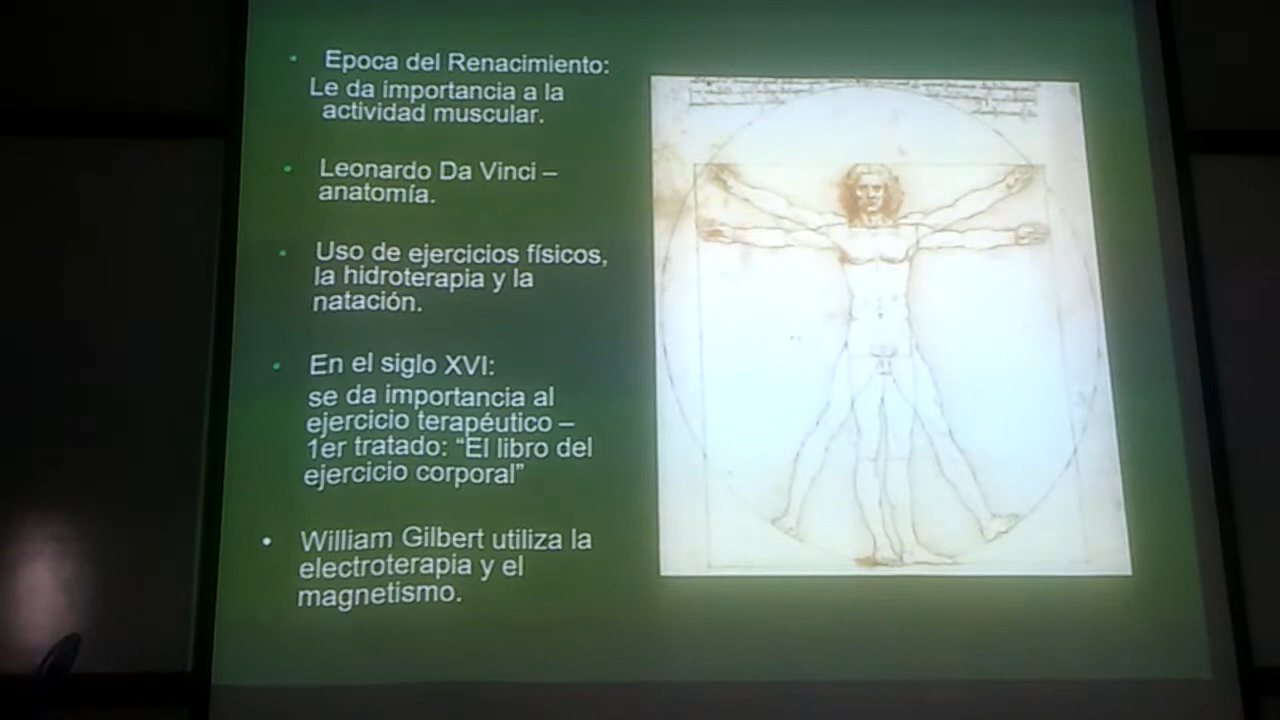 • Epoca del Renacimiento:
Le da importancia a la
actividad muscular.
• Leonardo Da Vinci –
anatomía.
• Uso de ejercicios físicos,
la hidroterapia y la
natación.
• En el siglo XVI:
se da importancia al
ejercicio terapéutico –
1er tratado: “El libro del
ejercicio corporal”
• William Gilbert utiliza la
electroterapia y el
magnetismo.